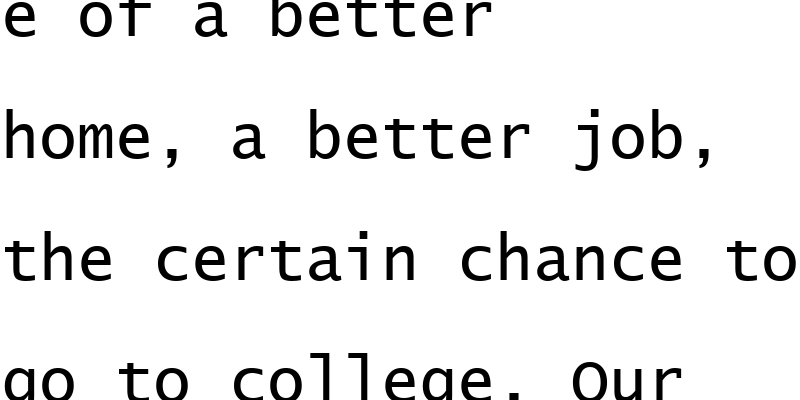 e of a better
home, a better job,
the certain chance to
go to college. Our